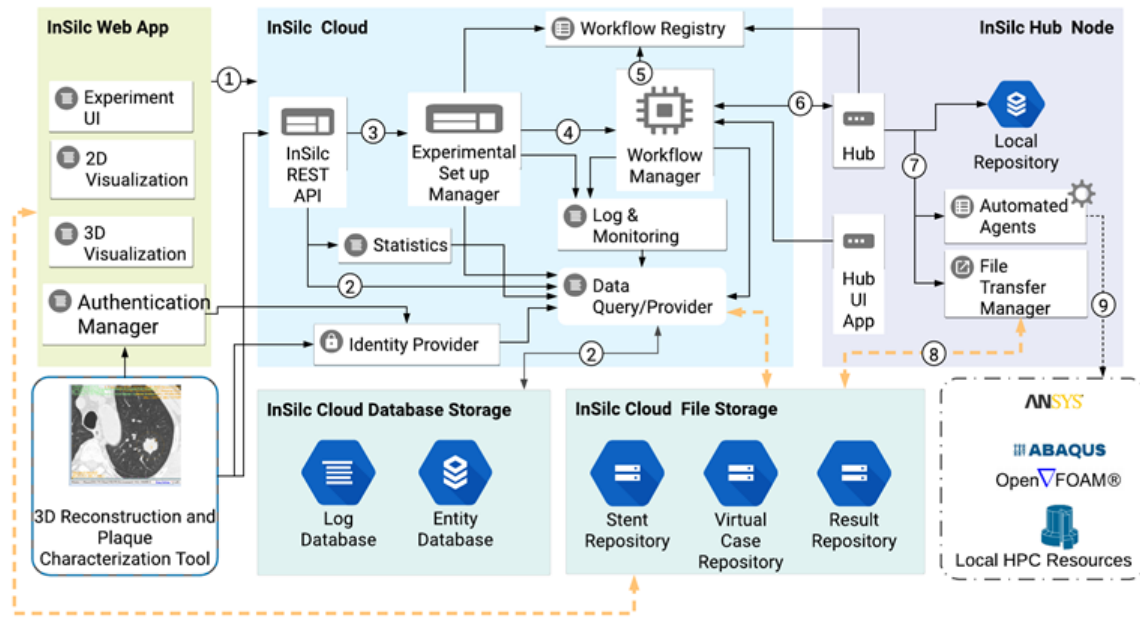 InSilc Web App
Experiment
UI
2D
Visualization
3D
Visualization
Authentication
Manager
3D Reconstruction and
Plaque
Characterization Tool
1
InSilc Cloud
Workflow Registry
InSilc
REST
API
3
Experimental
Set up
Manager
4
5
Workflow
Manager
Log &
Monitoring
Statistics
2
Data
Query/Provider
Identity Provider
2
6
InSilc Hub Node
Hub
Local
Repository
7
Automated
Agents
Hub
UI
App
File
Transfer
Manager
8
9
InSilc Cloud Database Storage
Log
Database
Entity
Database
InSilc Cloud File Storage
Stent
Repository
Virtual
Case
Repository
Result
Repository
ANSYS
ABAQUS
Open∇FOAM®
Local HPC Resources